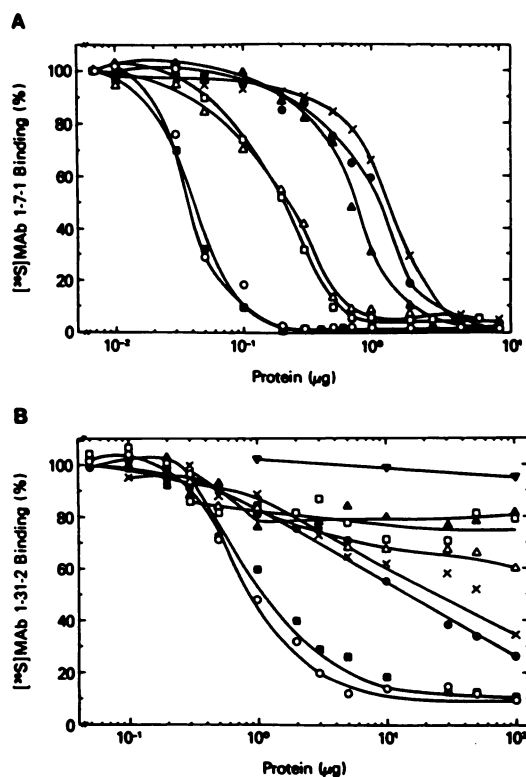 A
[³⁵S]MAb 1-7-1 Binding (%)
100
80
60
40
20
0
10⁻² 10⁻¹ 10⁰ 10¹
Protein (µg)
B
[³⁵S]MAb 1-31-2 Binding (%)
100
80
60
40
20
0
10⁻¹ 10⁰ 10¹ 10²
Protein (µg)